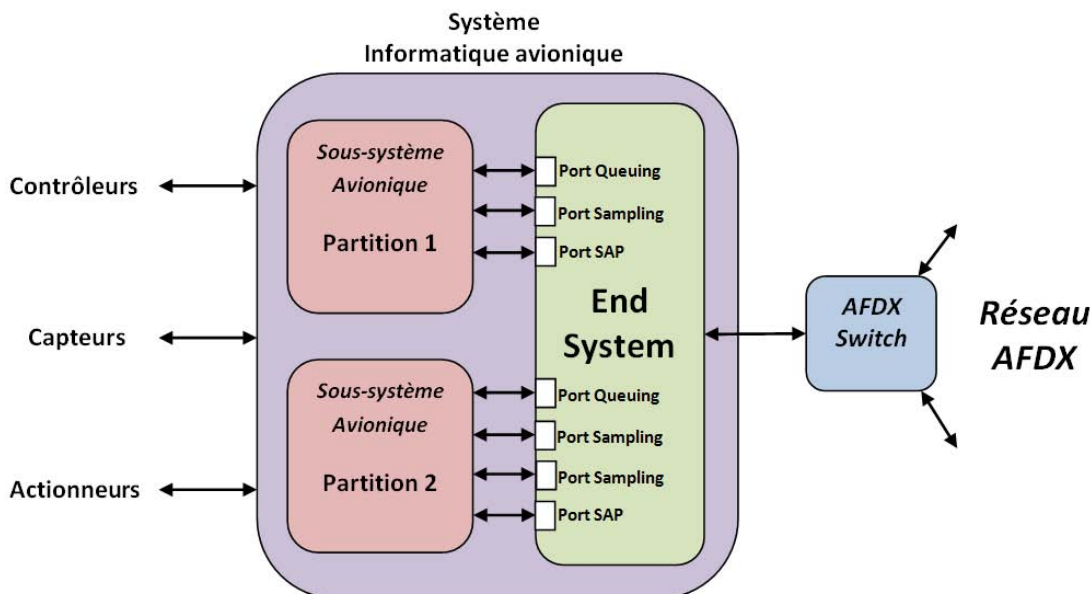 Système
Informatique avionique
Contrôleurs
Capteurs
Actionneurs
Sous-système
Avionique
Partition 1
Port Queuing
Port Sampling
Port SAP
End
System
Sous-système
Avionique
Partition 2
Port Queuing
Port Sampling
Port Sampling
Port SAP
AFDX
Switch
Réseau
AFDX